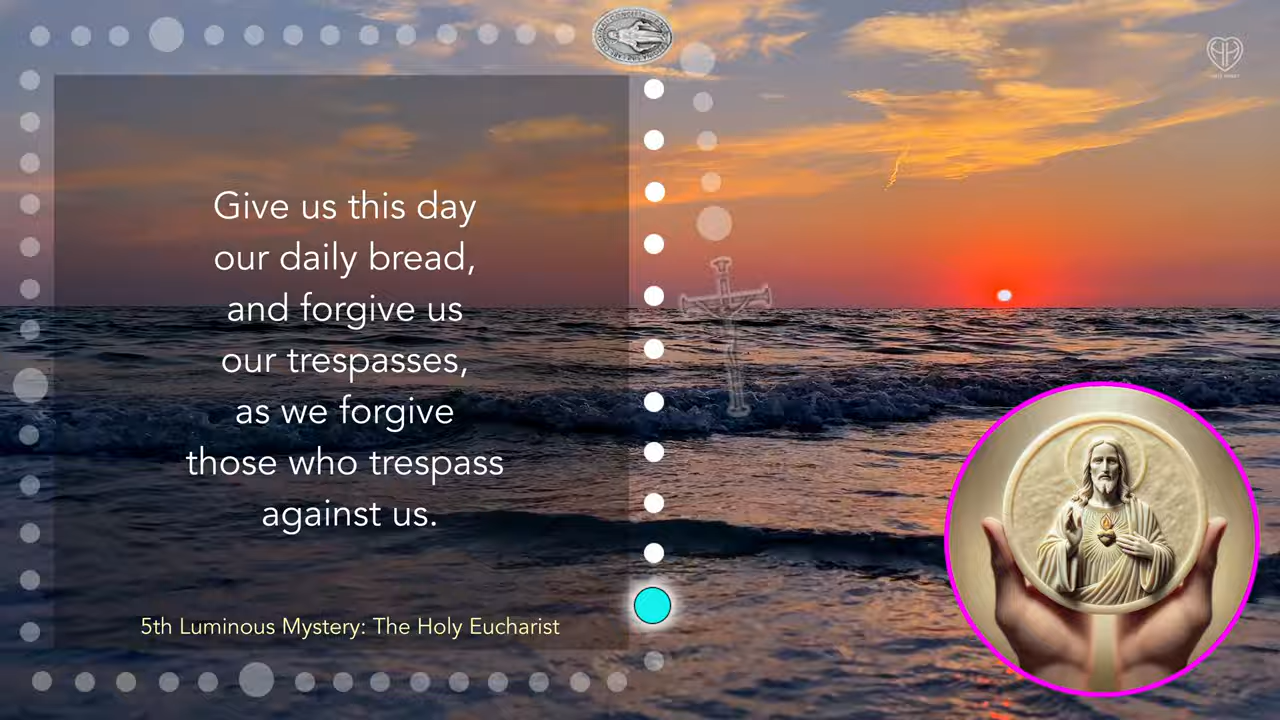 Give us this day
our daily bread,
and forgive us
our trespasses,
as we forgive
those who trespass
against us.
5th Luminous Mystery: The Holy Eucharist